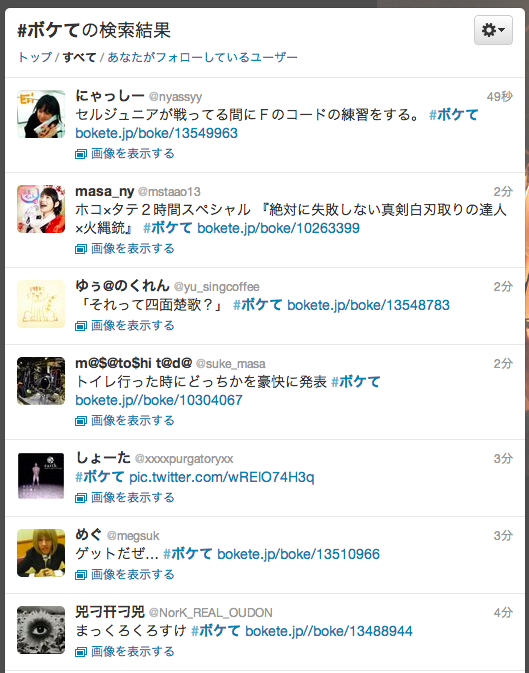 #ボケての検索結果
トップ / すべて / あなたがフォローしているユーザー
にゃっしー @nyassyy 49秒
セルジュニアが戦ってる間にFのコードの練習をする。 #ボケて
bokete.jp/boke/13549963
画像を表示する
masa_ny @mstaao13 2分
ホコ×タテ2時間スペシャル 『絶対に失敗しない真剣白刃取りの達人
×火縄銃』 #ボケて bokete.jp/boke/10263399
画像を表示する
ゆぅ@のくれん @yu_singcoffee 2分
「それって四面楚歌？」 #ボケて bokete.jp/boke/13548783
画像を表示する
m@$@to$hi t@d@ @suke_masa 2分
トイレ行った時にどっちかを豪快に発表 #ボケて
bokete.jp//boke/10304067
画像を表示する
しょーた @xxxxpurgatoryxx 3分
#ボケて pic.twitter.com/wRElO74H3q
画像を表示する
めぐ @megsuk 3分
ゲットだぜ... #ボケて bokete.jp/boke/13510966
画像を表示する
@NorK_REAL_OUDON 4分
まっくろくろすけ #ボケて bokete.jp//boke/13488944
画像を表示する